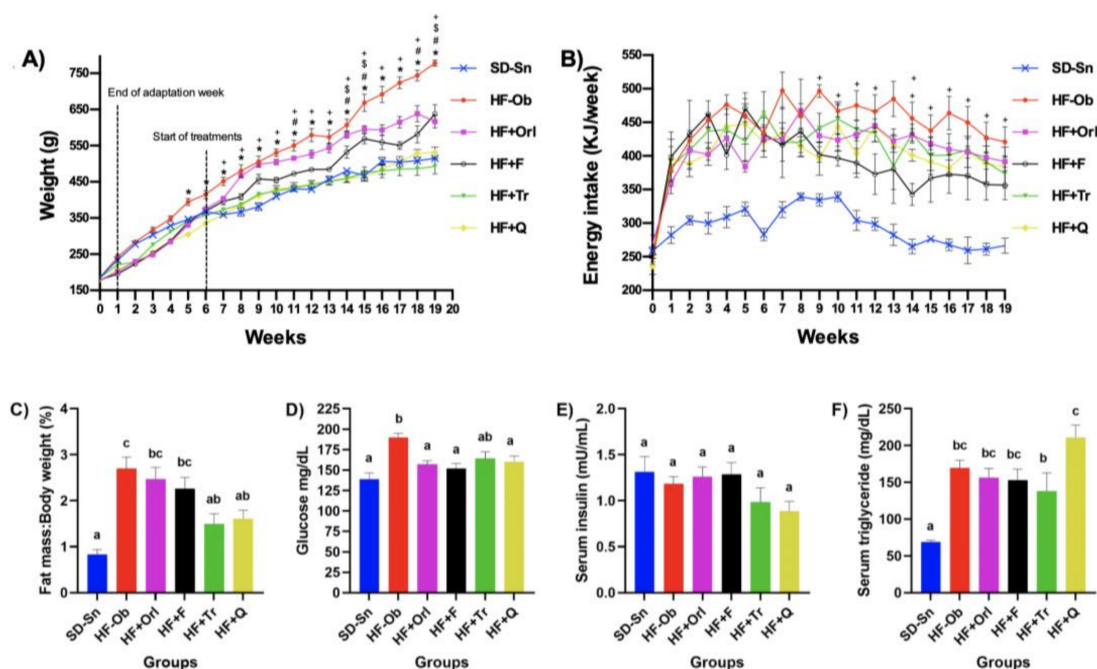 A)
Weight (g)
750
650
550
450
350
250
150
End of adaptation week
Start of treatments
+
$
#
*
0 1 2 3 4 5 6 7 8 9 10 11 12 13 14 15 16 17 18 19 20
Weeks
SD-Sn
HF-Ob
HF+Orl
HF+F
HF+Tr
HF+Q
B)
Energy intake (KJ/week)
550
500
450
400
350
300
250
200
+ + + + + + + + + +
0 1 2 3 4 5 6 7 8 9 10 11 12 13 14 15 16 17 18 19
Weeks
SD-Sn
HF-Ob
HF+Orl
HF+F
HF+Tr
HF+Q
C)
Fat mass:Body weight (%)
4
3
2
1
0
a c bc bc ab ab
SD-Sn HF-Ob HF+Orl HF+F HF+Tr HF+Q
Groups
D)
Glucose mg/dL
225
200
175
150
125
100
75
50
25
0
a b a a ab a
SD-Sn HF-Ob HF+Orl HF+F HF+Tr HF+Q
Groups
E)
Serum insulin (mU/mL)
2.0
1.5
1.0
0.5
0.0
a a a a a a
SD-Sn HF-Ob HF+Orl HF+F HF+Tr HF+Q
Groups
F)
Serum triglyceride (mg/dL)
250
200
150
100
50
0
a bc bc bc b c
SD-Sn HF-Ob HF+Orl HF+F HF+Tr HF+Q
Groups